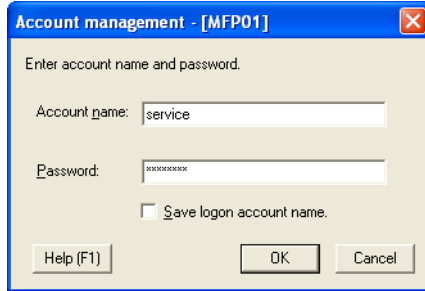 Account management - [MFP01]
Enter account name and password.
Account name: service
Password: ********
Save logon account name.
Help (F1) OK Cancel